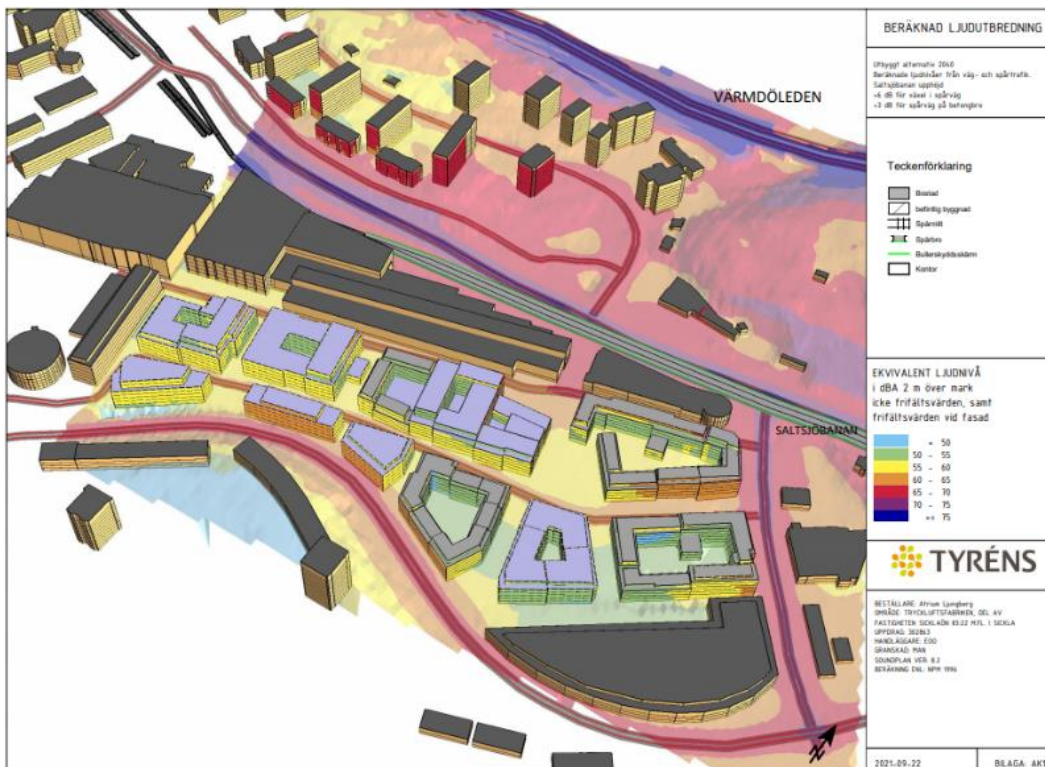 VÄRMDÖLEDEN
SALTSJÖBANAN
N
BERÄKNAD LJUDUTBREDNING
Utbyggt alternativ 2040
Beräknade ljudnivåer från väg- och spårtrafik.
Saltsjöbanan upphöjd
+6 dB för växel i spårväg
+3 dB för spårväg på betongbro
Teckenförklaring
Bostad
befintlig byggnad
Spårmitt
Spårbro
Bullerskyddsskärm
Kontor
EKVIVALENT LJUDNIVÅ
i dBA 2 m över mark
icke frifältsvärden, samt
frifältsvärden vid fasad
50
50 - 55
55 - 60
60 - 65
65 - 70
70 - 75
75
TYRÉNS
BESTÄLLARE: Atrium Ljungberg
OMRÅDE: TRYCKLUFTSFABRIKEN, DEL AV
FASTIGHETEN SICKLAÖN 83:22 M.FL. I SICKLA
UPPDRAG: 302863
HANDLÄGGARE: EOD
GRANSKAD: MAN
SOUNDPLAN VER: 8.2
BERÄKNING ENL: NPM 1996
2021-09-22
BILAGA: AK1